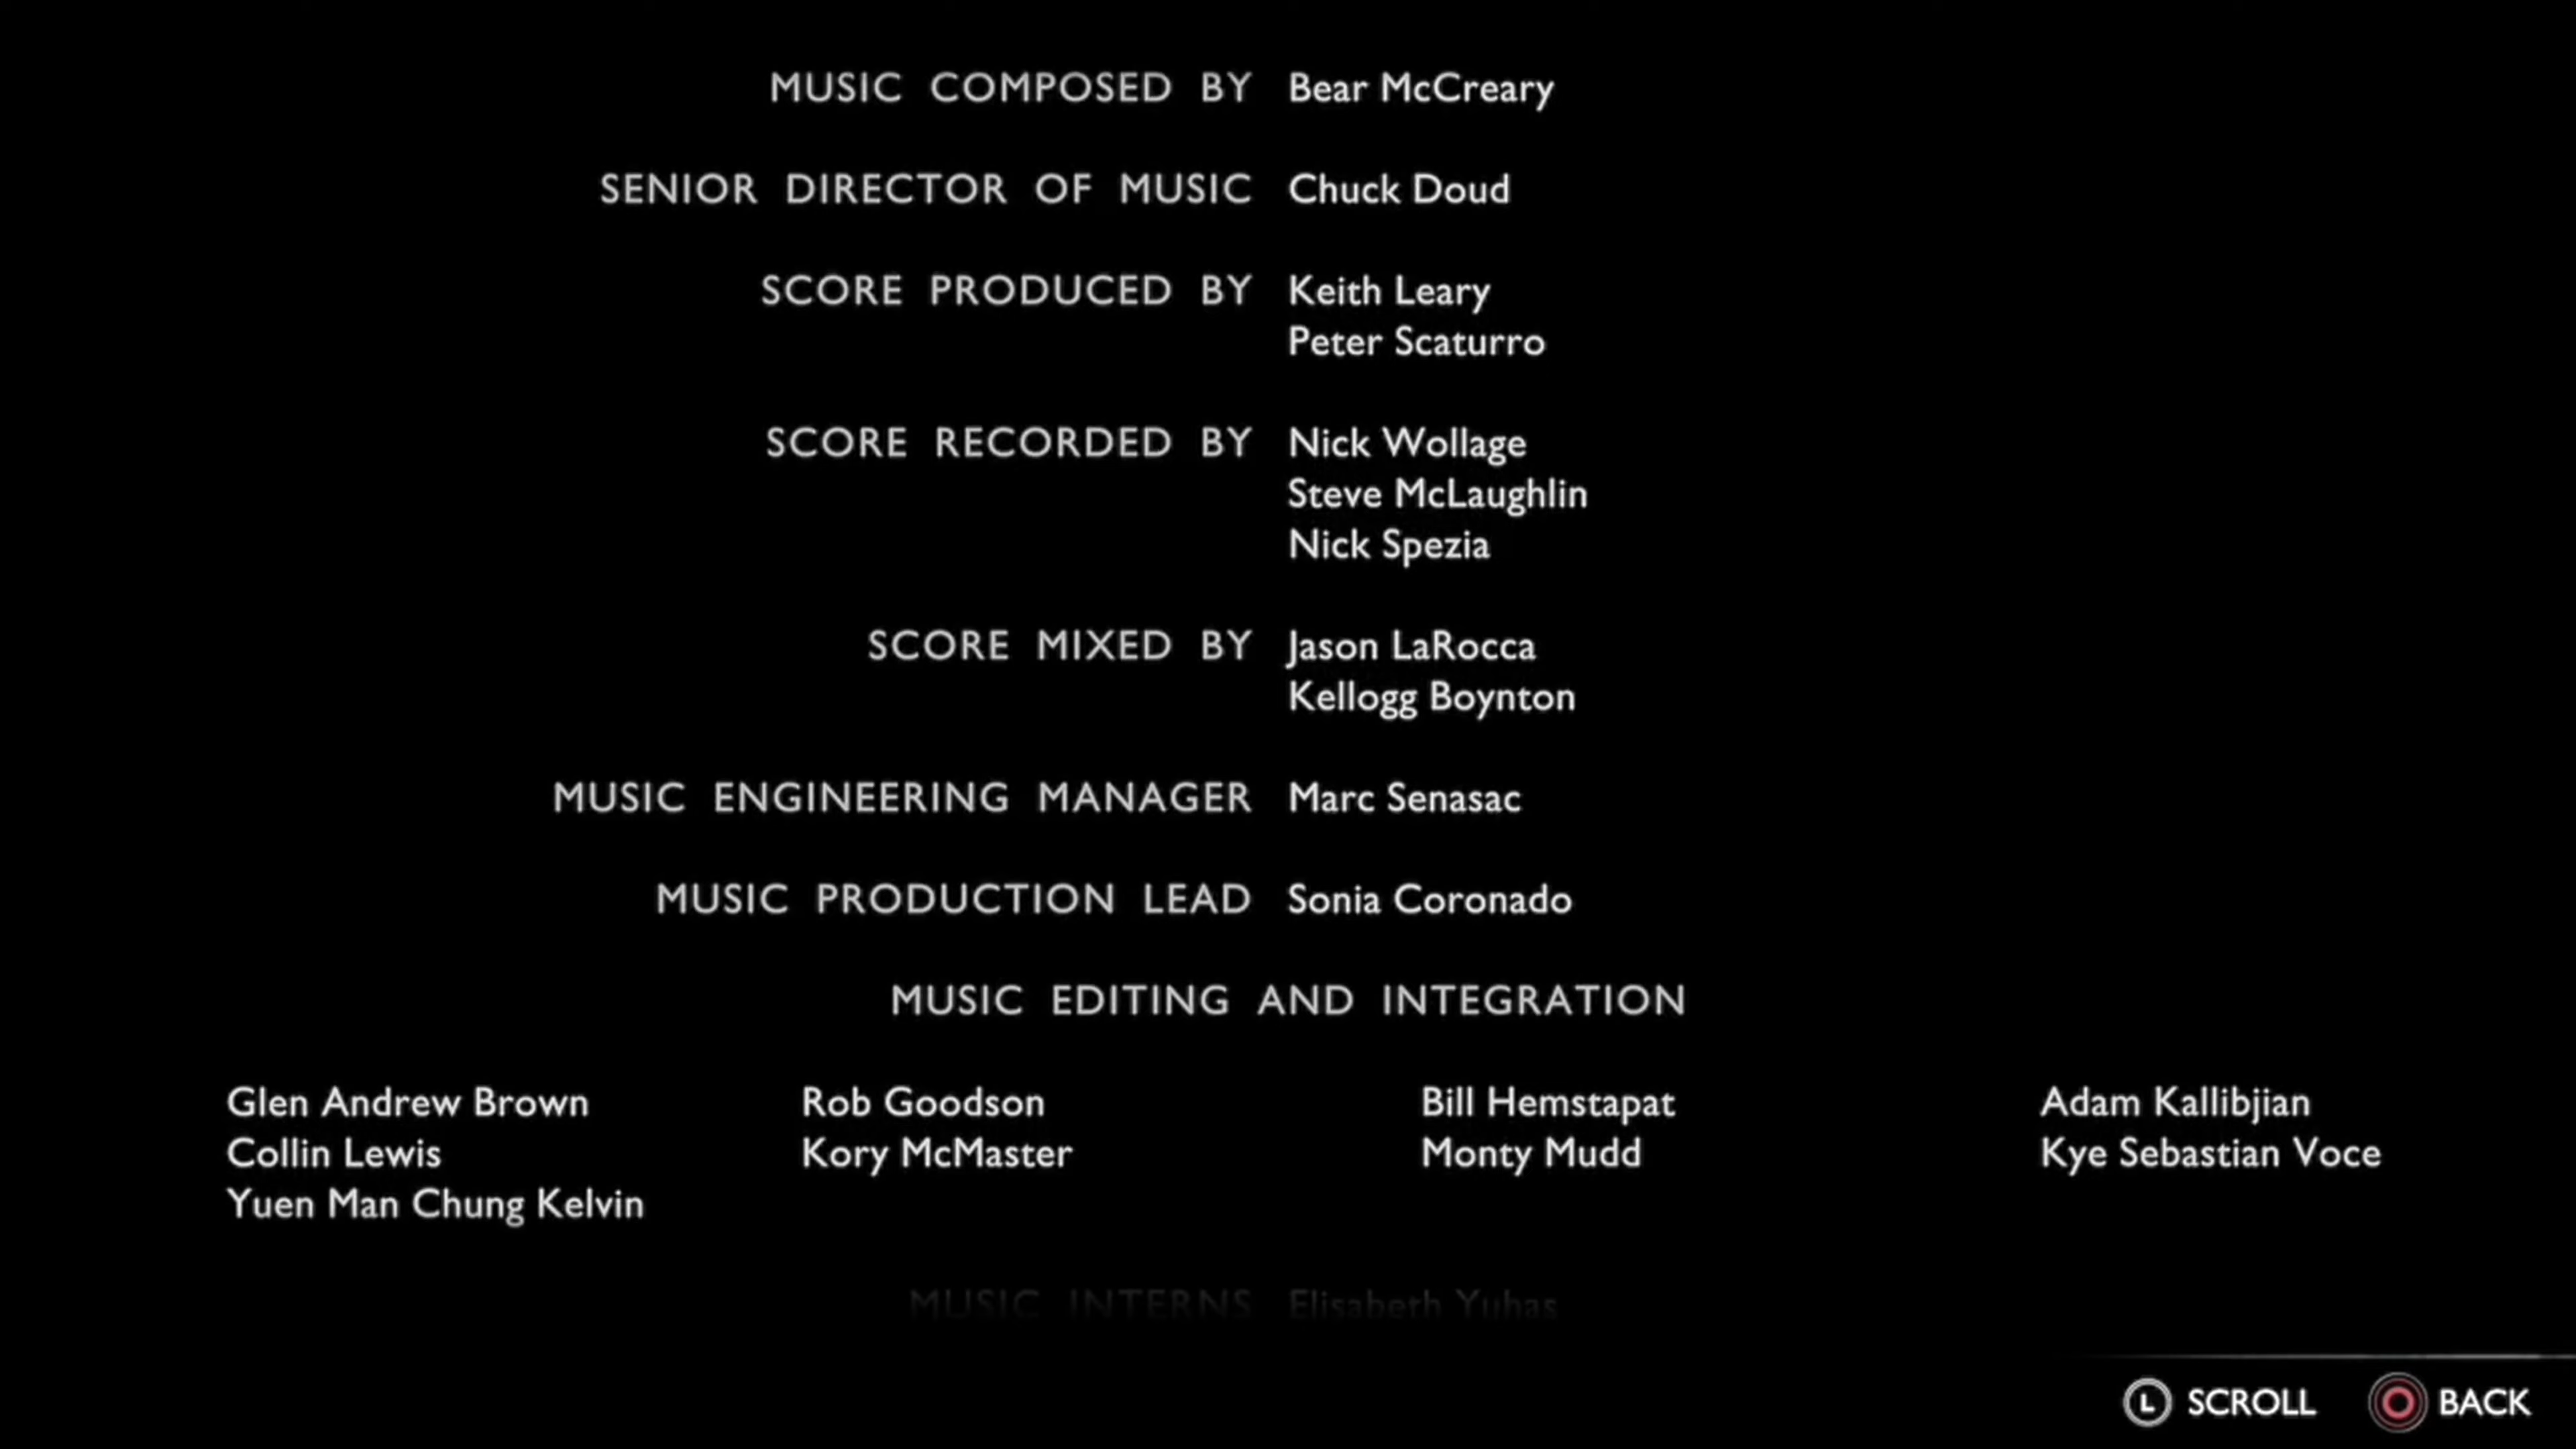 MUSIC COMPOSED BY Bear McCreary
SENIOR DIRECTOR OF MUSIC Chuck Doud
SCORE PRODUCED BY Keith Leary
Peter Scaturro
SCORE RECORDED BY Nick Wollage
Steve McLaughlin
Nick Spezia
SCORE MIXED BY Jason LaRocca
Kellogg Boynton
MUSIC ENGINEERING MANAGER Marc Senasac
MUSIC PRODUCTION LEAD Sonia Coronado
MUSIC EDITING AND INTEGRATION
Glen Andrew Brown Rob Goodson Bill Hemstapat Adam Kallibjian
Collin Lewis Kory McMaster Monty Mudd Kye Sebastian Voce
Yuen Man Chung Kelvin
MUSIC INTERNS Elisabeth Yuhas
L SCROLL BACK